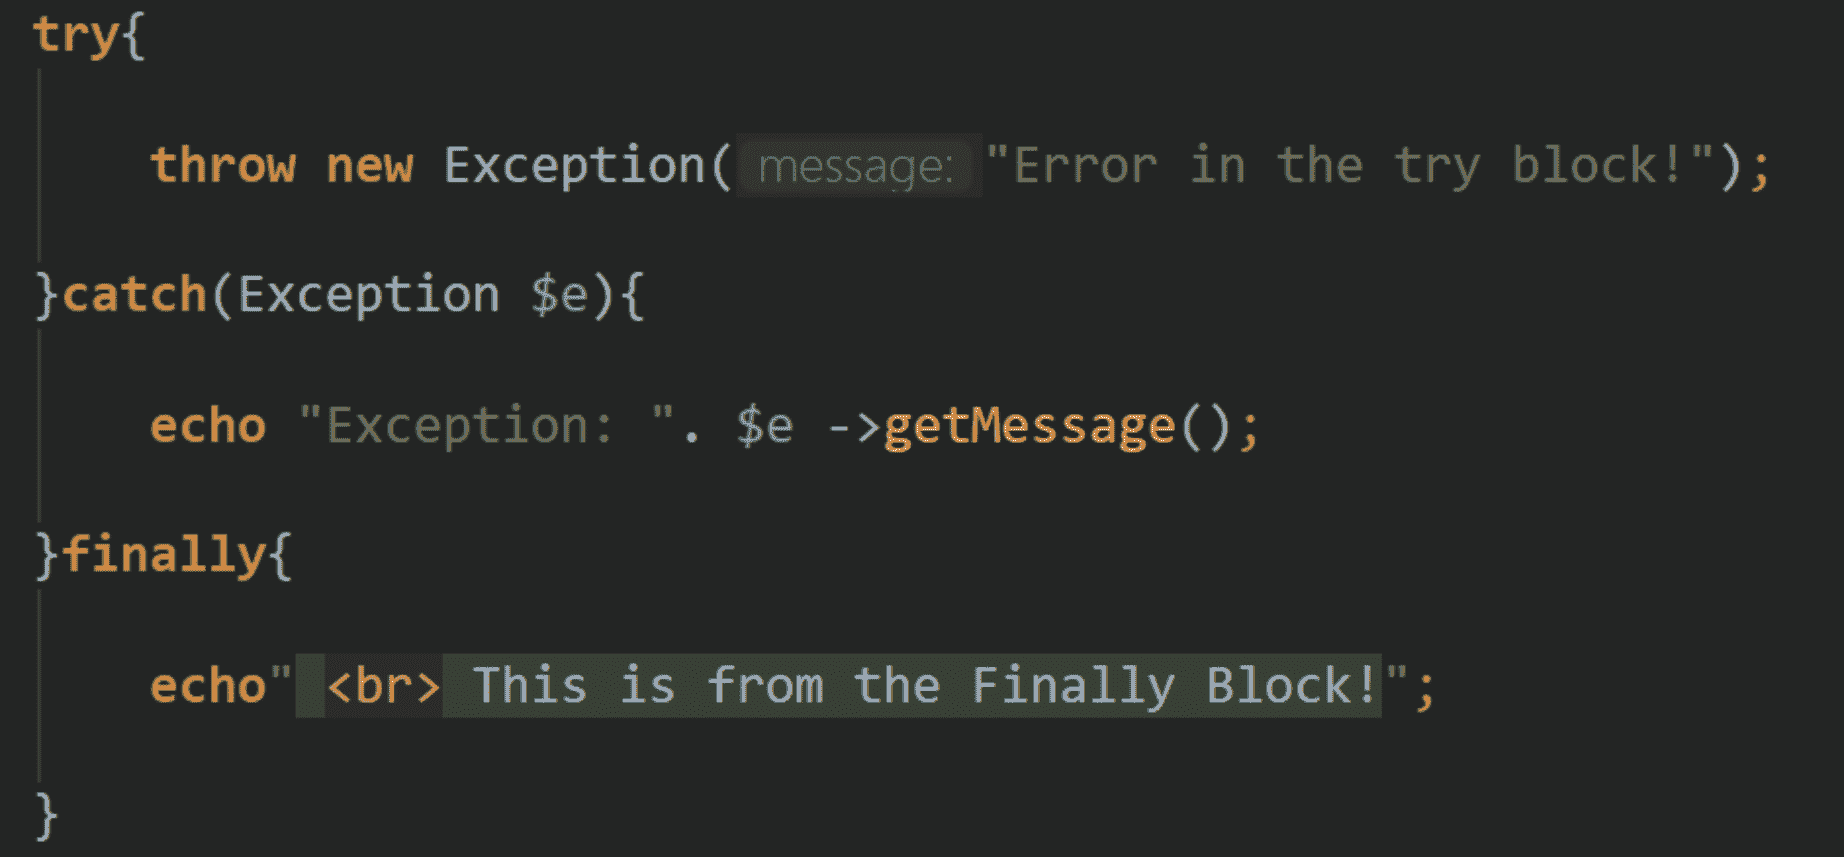 try{
throw new Exception( message: "Error in the try block!");
}catch(Exception $e){
echo "Exception: ". $e ->getMessage();
}finally{
echo" <br> This is from the Finally Block!";
}